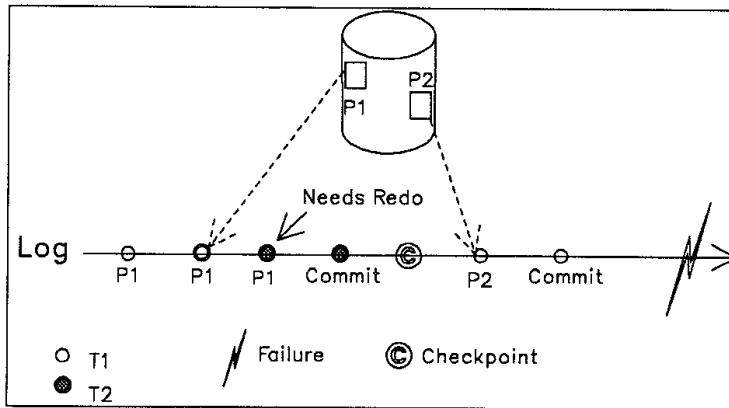 P1
P2
Needs Redo
Log
P1
P1
P1
Commit
C
P2
Commit
T1
Failure
C Checkpoint
T2